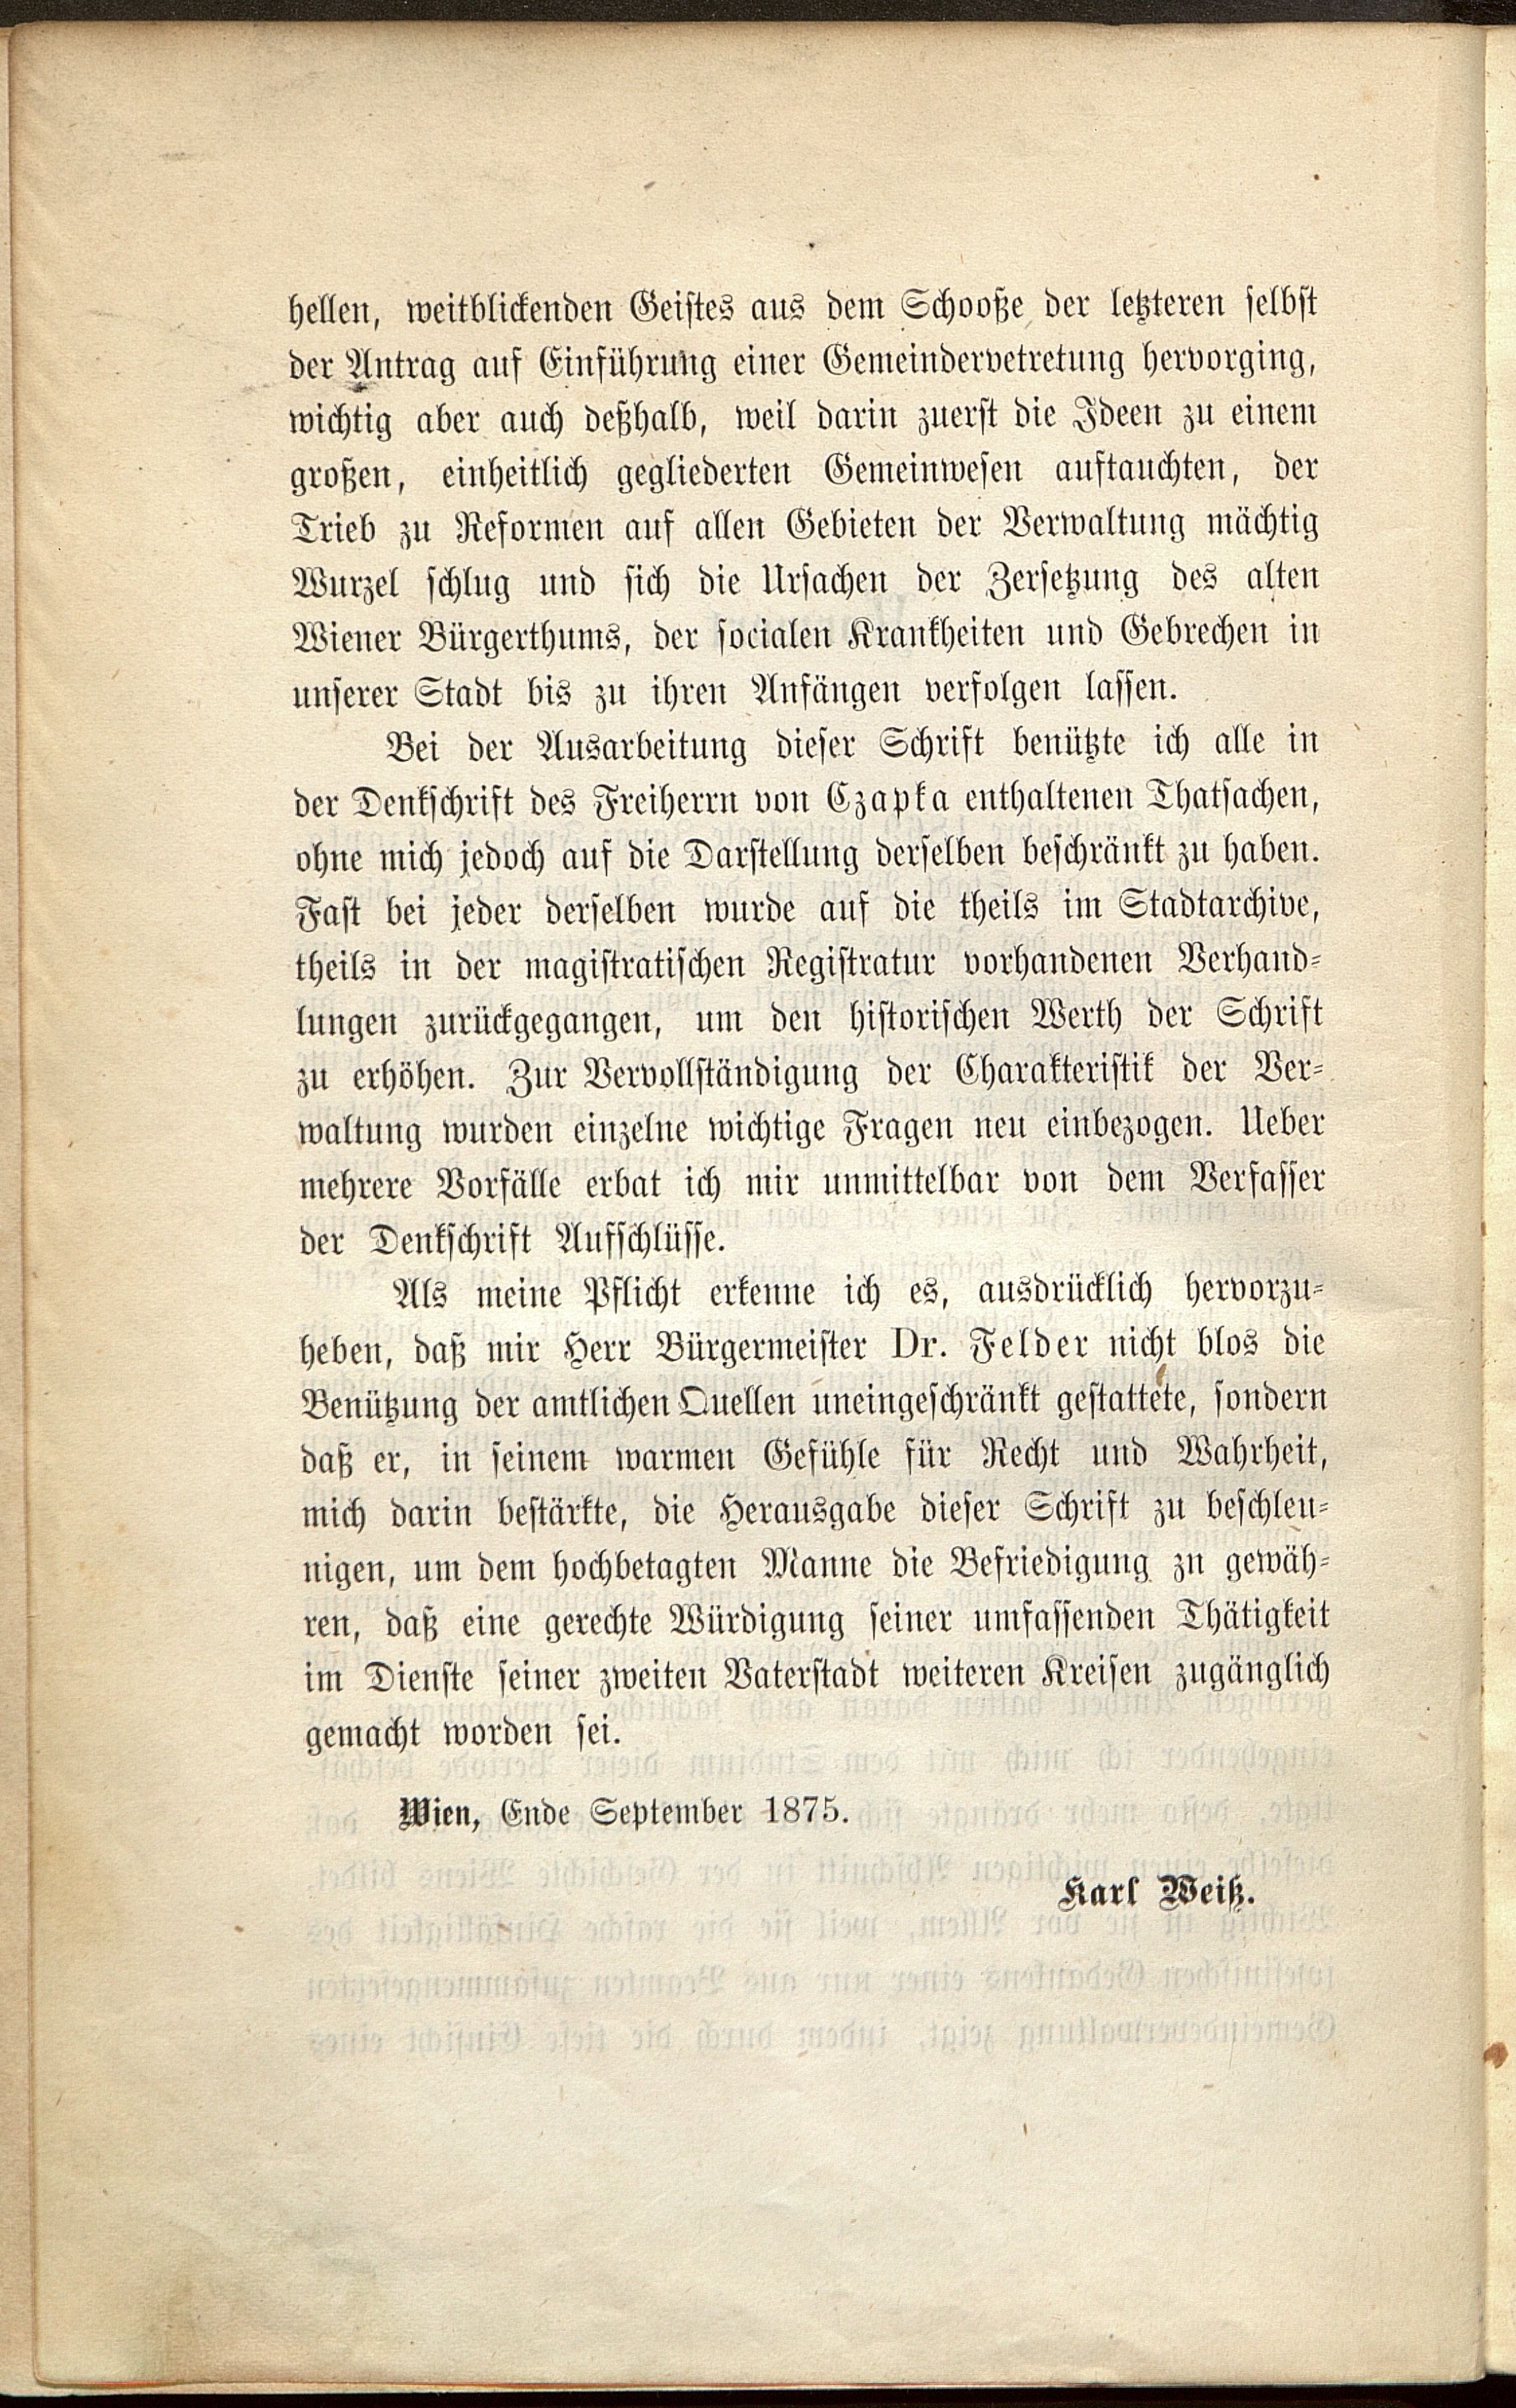 hellen, weitblickenden Geistes aus dem Schooße der letzteren selbst
der Antrag auf Einführung einer Gemeindervetretung hervorging,
wichtig aber auch deßhalb, weil darin zuerst die Ideen zu einem
großen, einheitlich gegliederten Gemeinwesen auftauchten, der
Trieb zu Reformen auf allen Gebieten der Verwaltung mächtig
Wurzel schlug und sich die Ursachen der Zersetzung des alten
Wiener Bürgerthums, der socialen Krankheiten und Gebrechen in
unserer Stadt bis zu ihren Anfängen verfolgen lassen.
Bei der Ausarbeitung dieser Schrift benützte ich alle in
der Denkschrift des Freiherrn von Czapka enthaltenen Thatsachen,
ohne mich jedoch auf die Darstellung derselben beschränkt zu haben.
Fast bei jeder derselben wurde auf die theils im Stadtarchive,
theils in der magistratischen Registratur vorhandenen Verhand-
lungen zurückgegangen, um den historischen Werth der Schrift
zu erhöhen. Zur Vervollständigung der Charakteristik der Ver-
waltung wurden einzelne wichtige Fragen neu einbezogen. Ueber
mehrere Vorfälle erbat ich mir unmittelbar von dem Verfasser
der Denkschrift Aufschlüsse.
Als meine Pflicht erkenne ich es, ausdrücklich hervorzu-
heben, daß mir Herr Bürgermeister Dr. Felder nicht blos die
Benützung der amtlichen Quellen uneingeschränkt gestattete, sondern
daß er, in seinem warmen Gefühle für Recht und Wahrheit,
mich darin bestärkte, die Herausgabe dieser Schrift zu beschleu-
nigen, um dem hochbetagten Manne die Befriedigung zu gewäh-
ren, daß eine gerechte Würdigung seiner umfassenden Thätigkeit
im Dienste seiner zweiten Vaterstadt weiteren Kreisen zugänglich
gemacht worden sei.
Wien, Ende September 1875.
Karl Weiß.